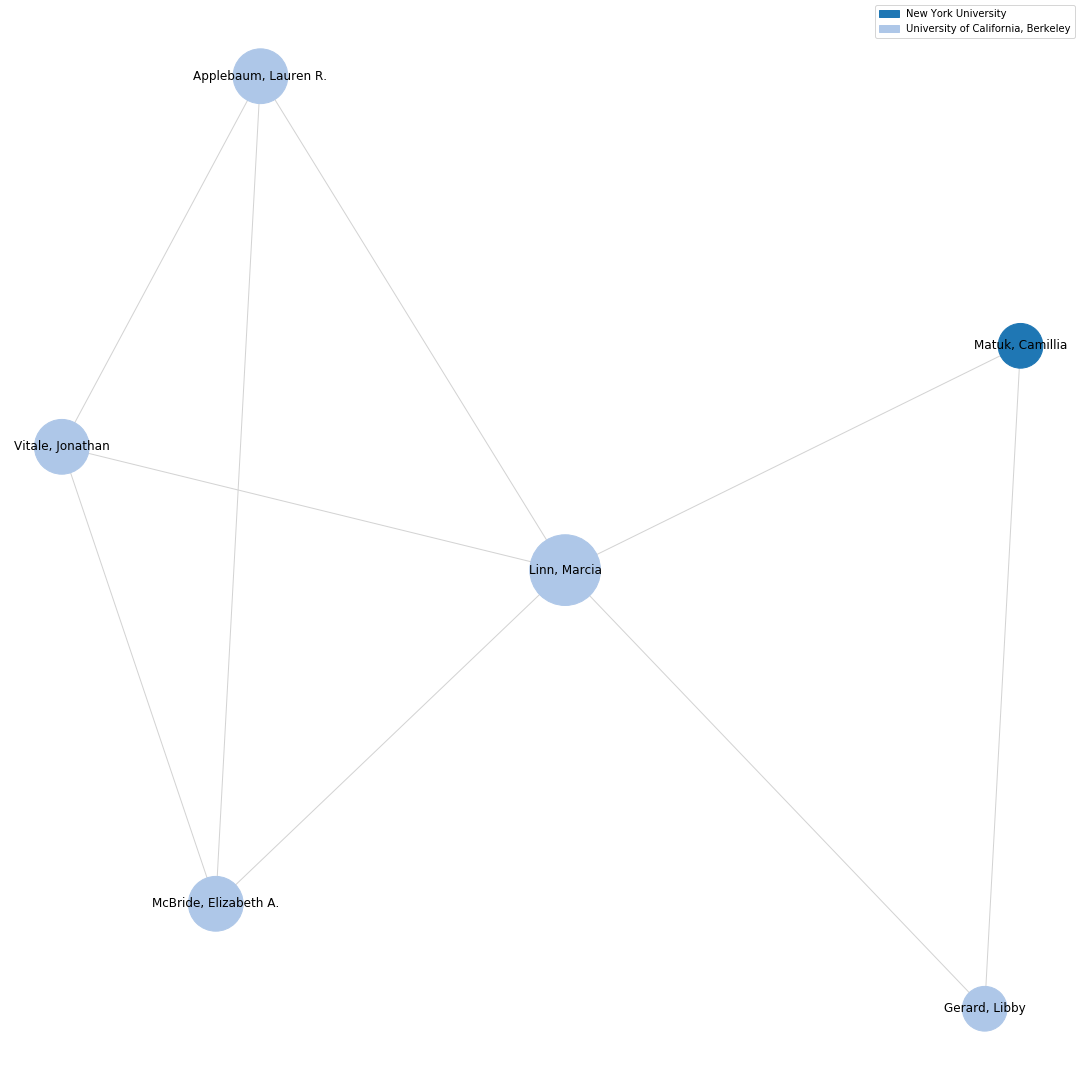 New York University
University of California, Berkeley
Applebaum, Lauren R.
Matuk, Camillia
Vitale, Jonathan
Linn, Marcia
McBride, Elizabeth A.
Gerard, Libby